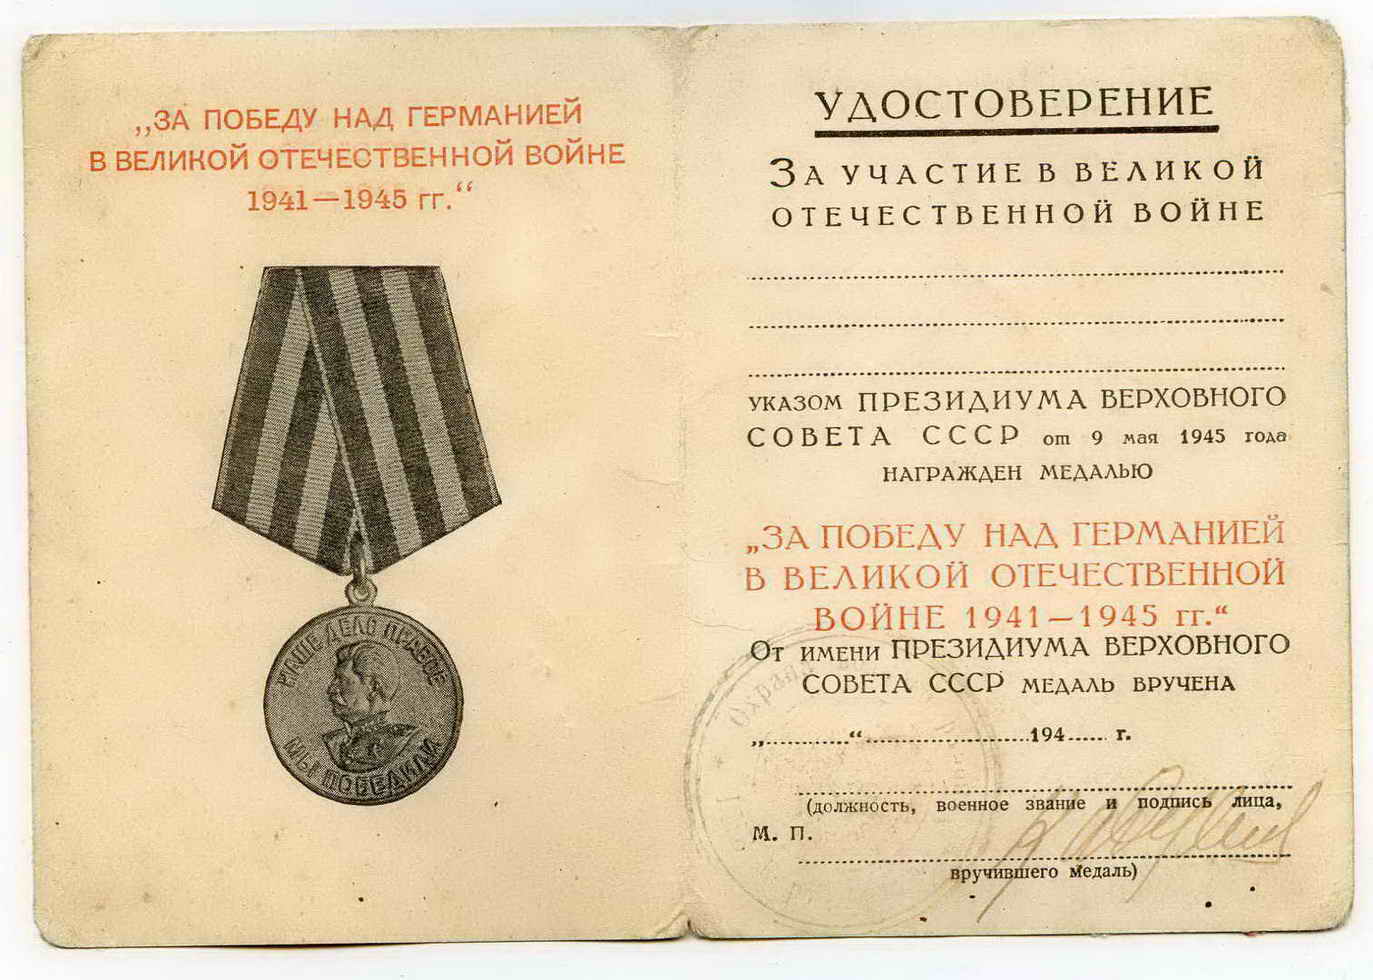 „ЗА ПОБЕДУ НАД ГЕРМАНИЕЙ
В ВЕЛИКОЙ ОТЕЧЕСТВЕННОЙ ВОЙНЕ
1941—1945 гг.“
НАШЕ ДЕЛО ПРАВОЕ
МЫ ПОБЕДИЛИ
УДОСТОВЕРЕНИЕ
ЗА УЧАСТИЕ В ВЕЛИКОЙ
ОТЕЧЕСТВЕННОЙ ВОЙНЕ
УКАЗОМ ПРЕЗИДИУМА ВЕРХОВНОГО
СОВЕТА СССР от 9 мая 1945 года
НАГРАЖДЕН МЕДАЛЬЮ
„ЗА ПОБЕДУ НАД ГЕРМАНИЕЙ
В ВЕЛИКОЙ ОТЕЧЕСТВЕННОЙ
ВОЙНЕ 1941—1945 гг.“
От имени ПРЕЗИДИУМА ВЕРХОВНОГО
СОВЕТА СССР МЕДАЛЬ ВРУЧЕНА
„............“........................194...... г.
(должность, военное звание и подпись лица,
М. П.
вручившего медаль)